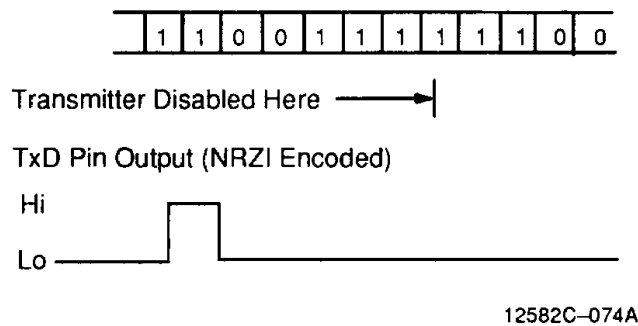 1 1 0 0 1 1 1 1 1 1 0 0
Transmitter Disabled Here
TxD Pin Output (NRZI Encoded)
Hi
Lo
12582C–074A